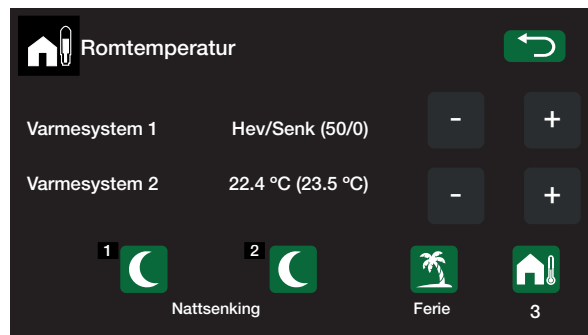 Romtemperatur
Varmesystem 1 Hev/Senk (50/0) - +
Varmesystem 2 22.4 °C (23.5 °C) - +
1 2
Nattsenking Ferie 3